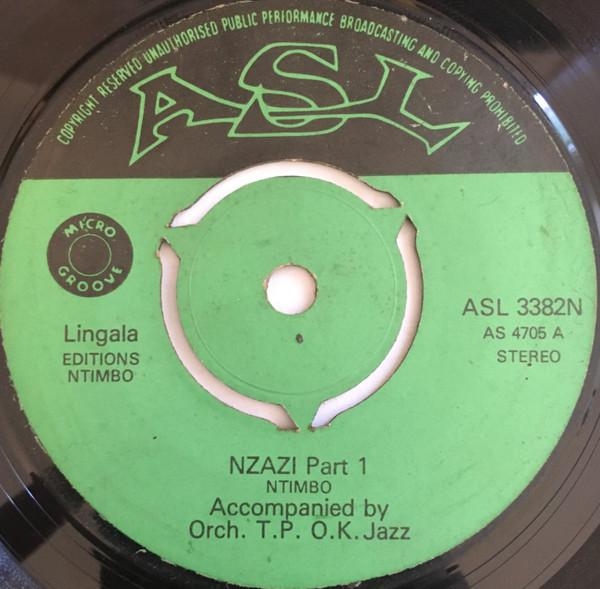 COPYRIGHT RESERVED UNAUTHORISED PUBLIC PERFORMANCE BROADCASTING AND COPYING PROHIBITED
ASL
MICRO
GROOVE
Lingala
EDITIONS
NTIMBO
ASL 3382N
AS 4705 A
STEREO
NZAZI Part 1
NTIMBO
Accompanied by
Orch. T.P. O.K. Jazz